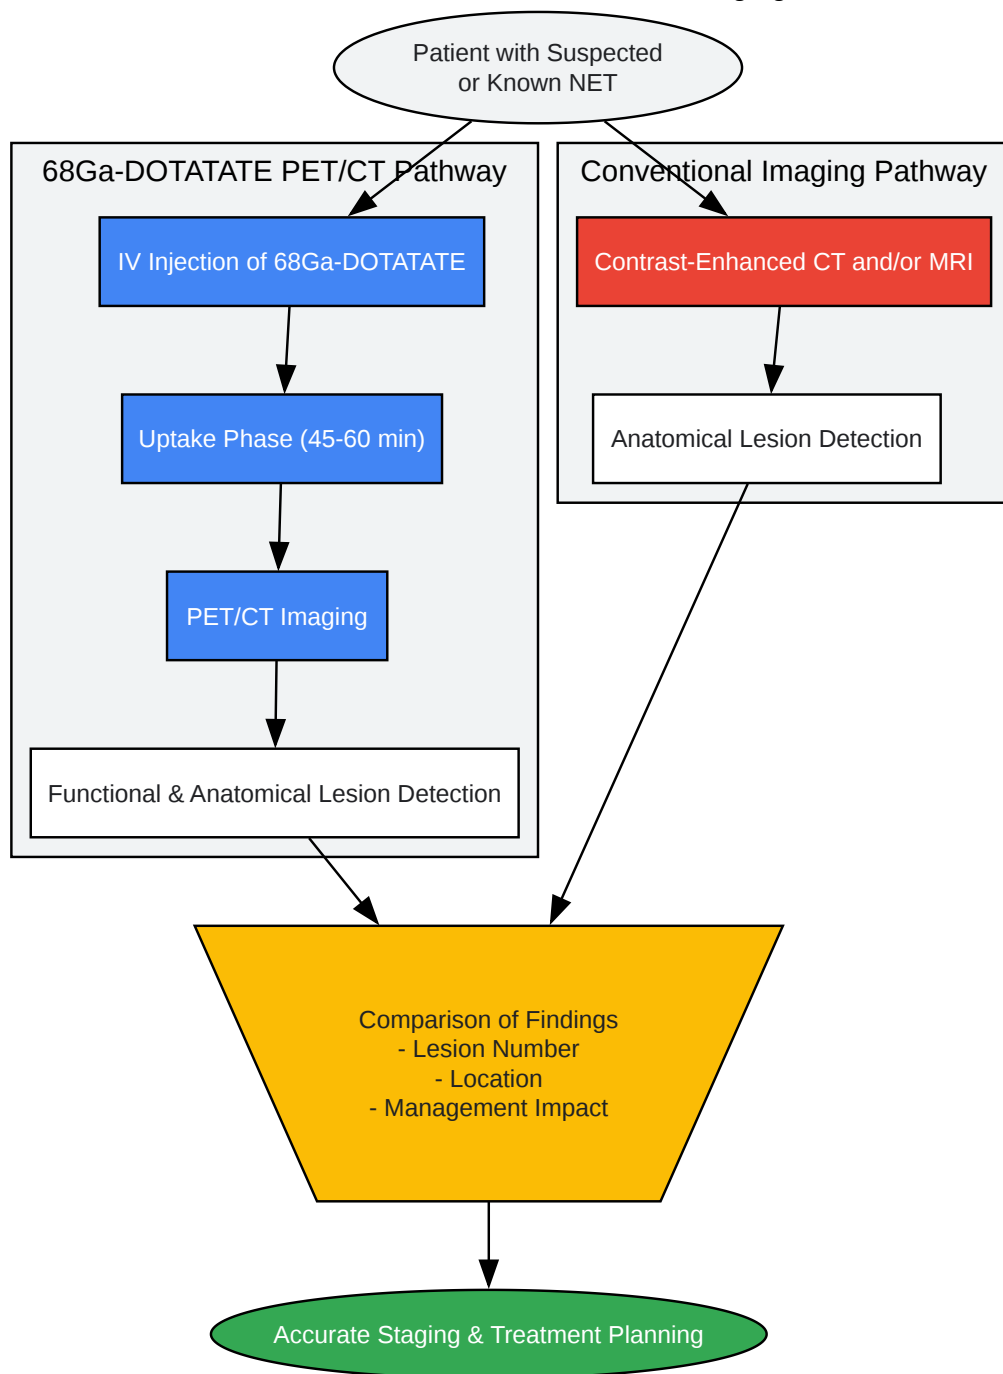 Patient with Suspected
or Known NET
68Ga-DOTATATE PET/CT Pathway
IV Injection of 68Ga-DOTATATE
Uptake Phase (45-60 min)
PET/CT Imaging
Functional & Anatomical Lesion Detection
Conventional Imaging Pathway
Contrast-Enhanced CT and/or MRI
Anatomical Lesion Detection
Comparison of Findings
- Lesion Number
- Location
- Management Impact
Accurate Staging & Treatment Planning